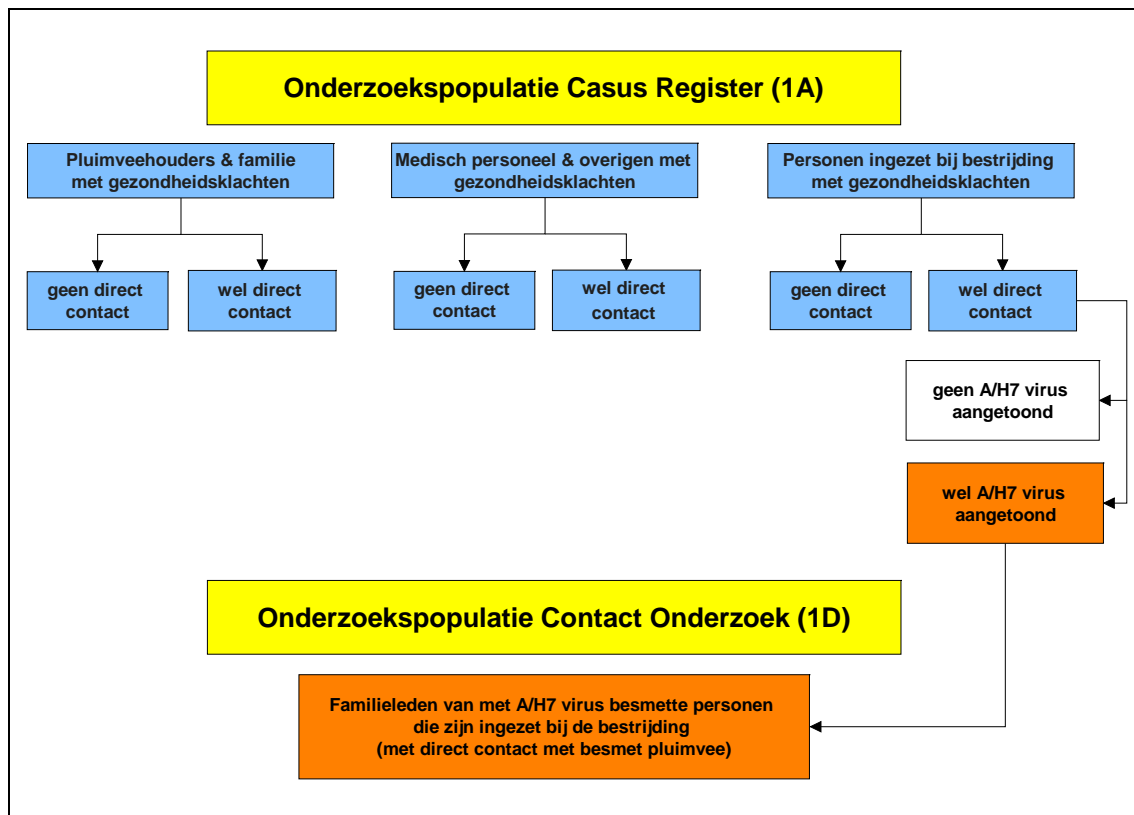 Onderzoekspopulatie Casus Register (1A)
Pluimveehouders & familie
met gezondheidsklachten
Medisch personeel & overigen met
gezondheidsklachten
Personen ingezet bij bestrijding
met gezondheidsklachten
geen direct
contact
wel direct
contact
geen direct
contact
wel direct
contact
geen direct
contact
wel direct
contact
geen A/H7 virus
aangetoond
wel A/H7 virus
aangetoond
Onderzoekspopulatie Contact Onderzoek (1D)
Familieleden van met A/H7 virus besmette personen
die zijn ingezet bij de bestrijding
(met direct contact met besmet pluimvee)